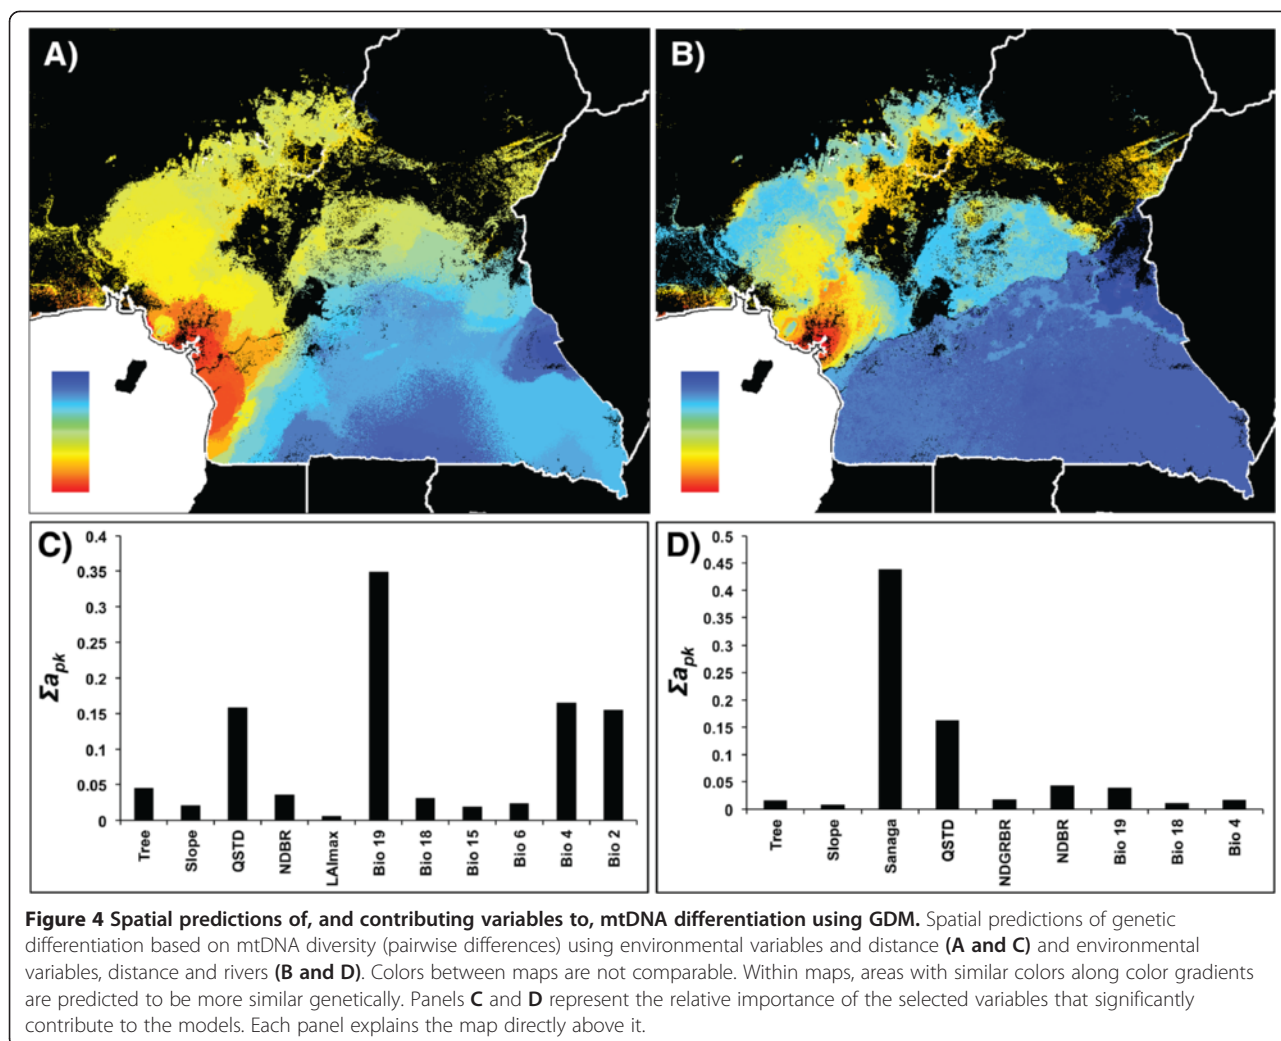 A)
B)
C)
0.4
0.35
0.3
0.25
0.2
0.15
0.1
0.05
0
Σapk
Tree
Slope
QSTD
NDBR
LAImax
Bio 19
Bio 18
Bio 15
Bio 6
Bio 4
Bio 2
D)
0.5
0.45
0.4
0.35
0.3
0.25
0.2
0.15
0.1
0.05
0
Σapk
Tree
Slope
Sanaga
QSTD
NDGRBR
NDBR
Bio 19
Bio 18
Bio 4
Figure 4 Spatial predictions of, and contributing variables to, mtDNA differentiation using GDM. Spatial predictions of genetic
differentiation based on mtDNA diversity (pairwise differences) using environmental variables and distance (A and C) and environmental
variables, distance and rivers (B and D). Colors between maps are not comparable. Within maps, areas with similar colors along color gradients
are predicted to be more similar genetically. Panels C and D represent the relative importance of the selected variables that significantly
contribute to the models. Each panel explains the map directly above it.